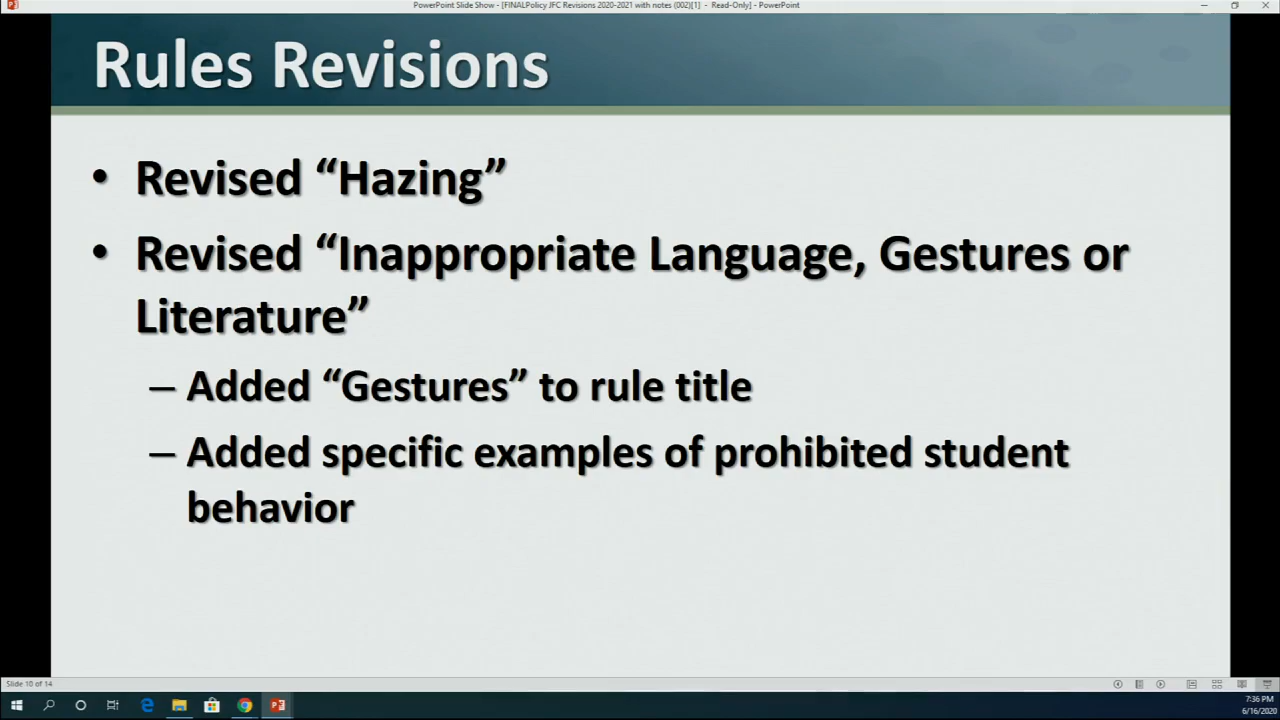 PowerPoint Slide Show - [FINALPolicy JFC Revisions 2020-2021 with notes (002)[1] - Read-Only] - PowerPoint
Rules Revisions
• Revised “Hazing”
• Revised “Inappropriate Language, Gestures or
Literature”
– Added “Gestures” to rule title
– Added specific examples of prohibited student
behavior
Slide 10 of 14
7:36 PM
6/16/2020